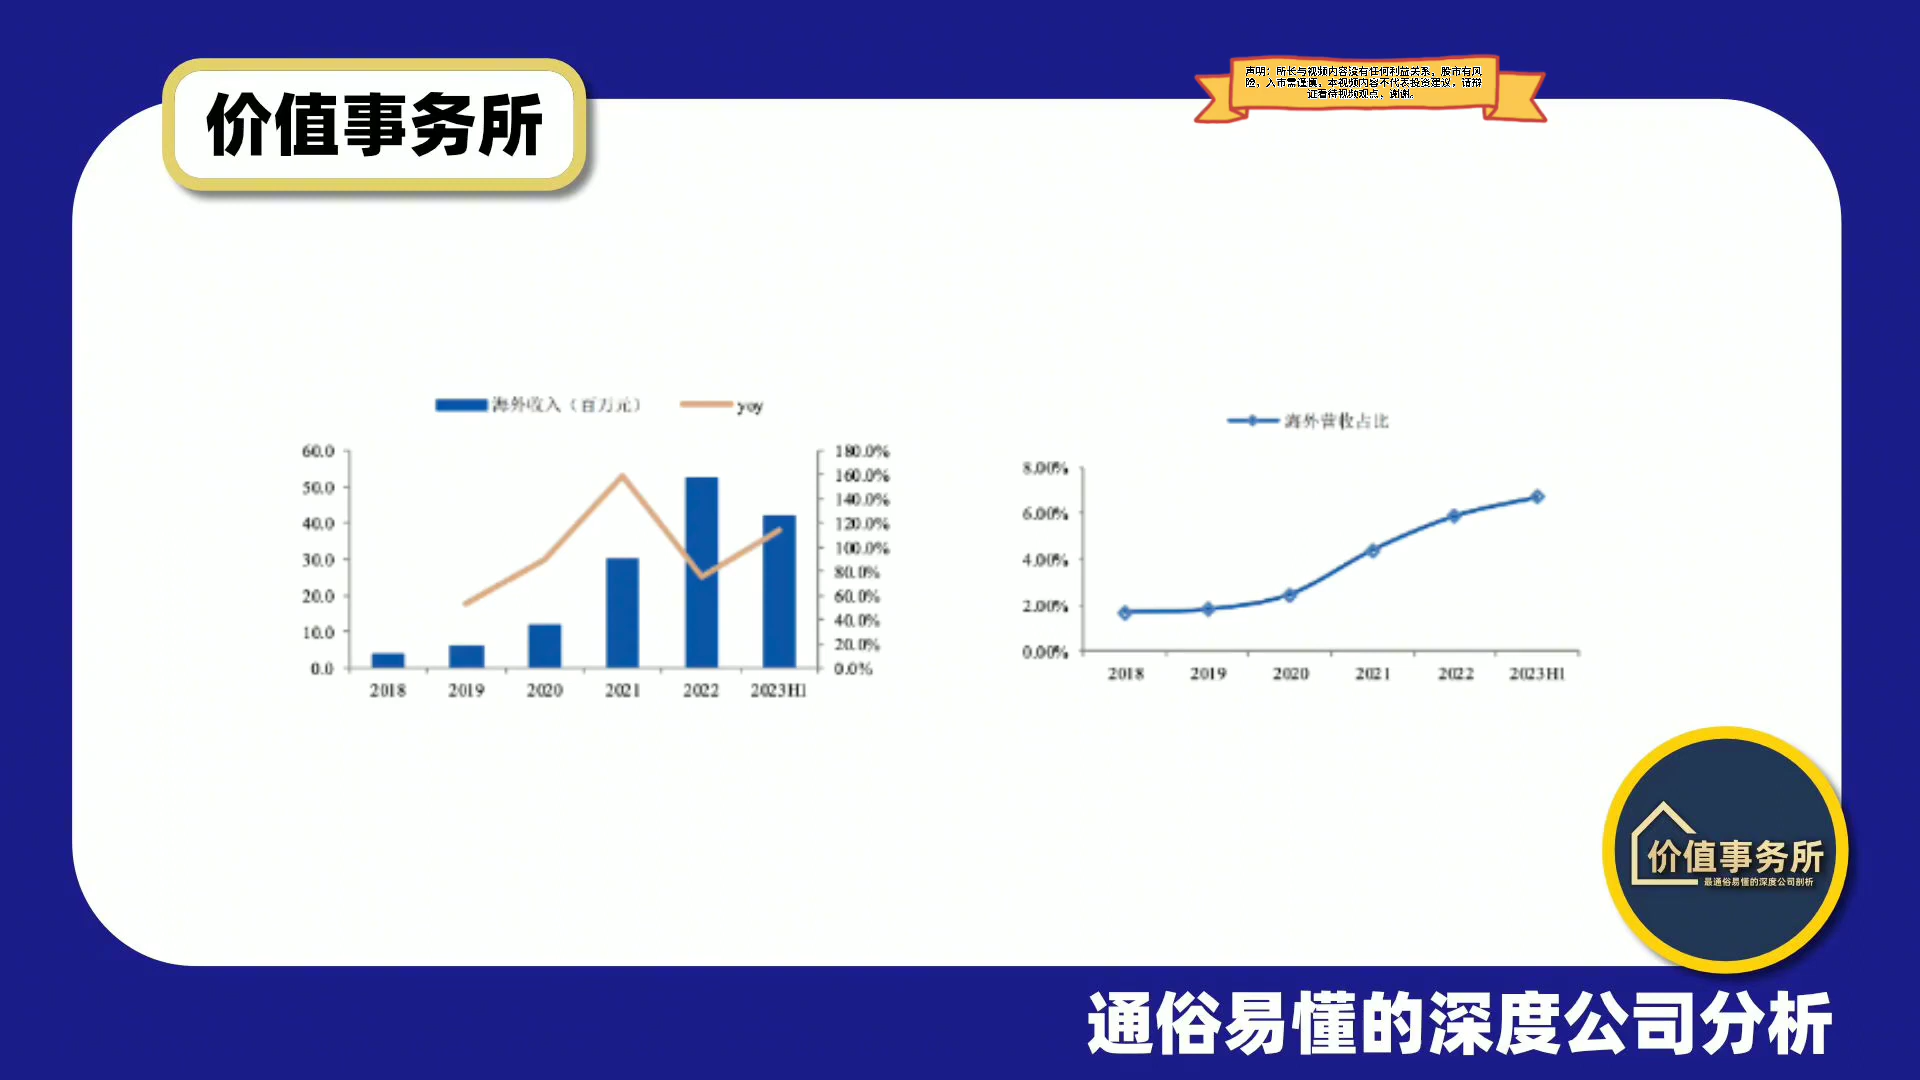 价值事务所
声明：所长与视频内容没有任何利益关系，股市有风
险，入市需谨慎，本视频内容不代表投资建议，请辩
证看待视频观点，谢谢。
海外收入（百万元） yoy
60.0
50.0
40.0
30.0
20.0
10.0
0.0
180.0%
160.0%
140.0%
120.0%
100.0%
80.0%
60.0%
40.0%
20.0%
0.0%
2018 2019 2020 2021 2022 2023H1
海外营收占比
8.00%
6.00%
4.00%
2.00%
0.00%
2018 2019 2020 2021 2022 2023H1
价值事务所
最通俗易懂的深度公司剖析
通俗易懂的深度公司分析